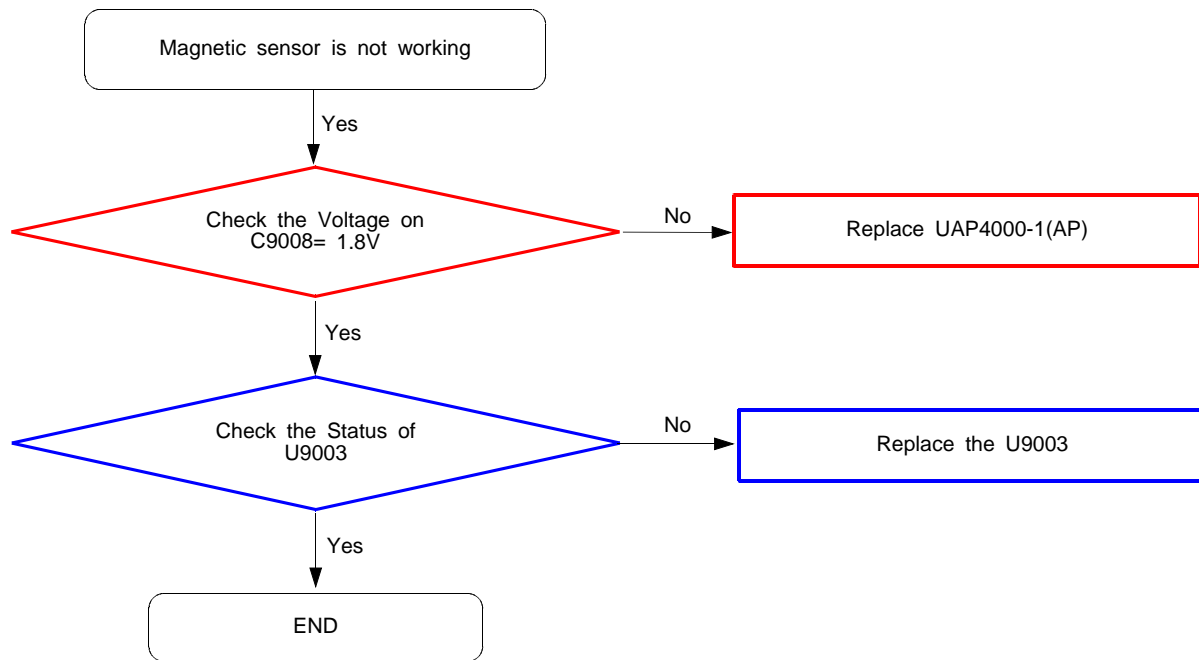 Magnetic sensor is not working
Yes
Check the Voltage on
C9008= 1.8V
No
Replace UAP4000-1(AP)
Yes
Check the Status of
U9003
No
Replace the U9003
Yes
END